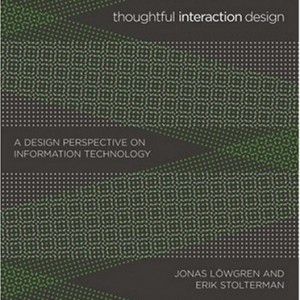 thoughtful interaction design
A DESIGN PERSPECTIVE ON
INFORMATION TECHNOLOGY
JONAS LÖWGREN AND
ERIK STOLTERMAN